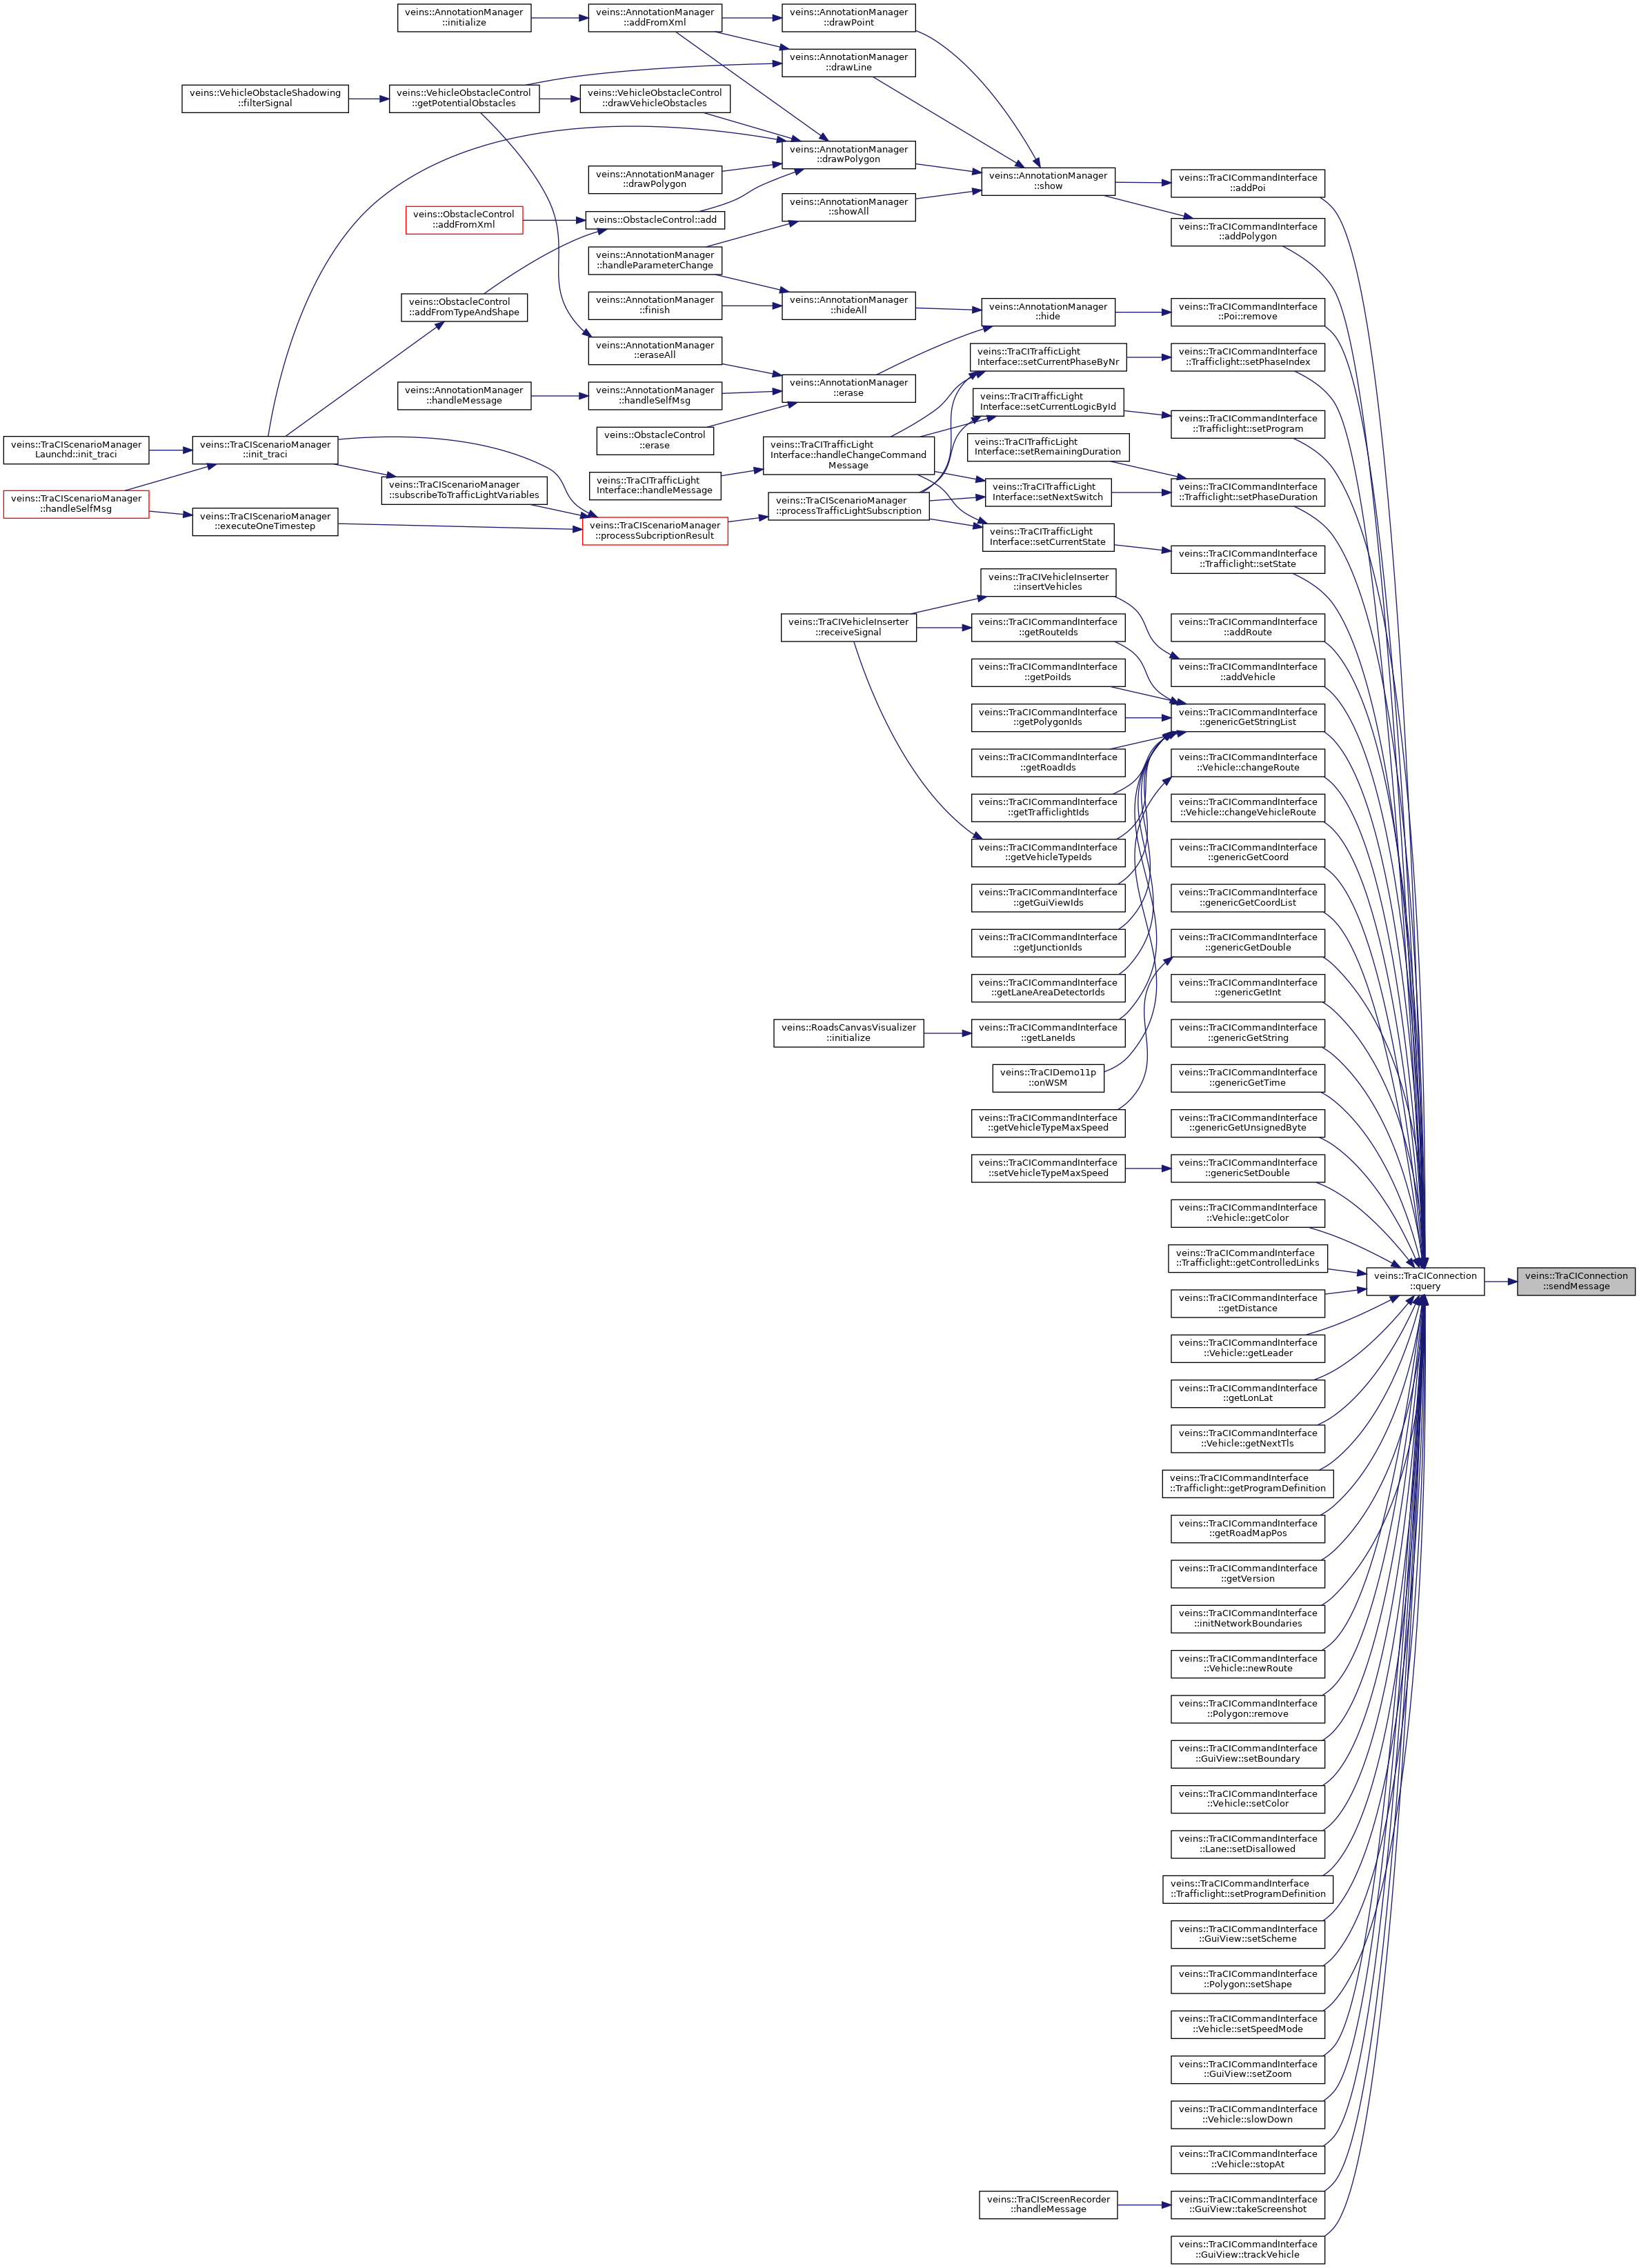 veins::AnnotationManager
::initialize
veins::AnnotationManager
::addFromXml
veins::AnnotationManager
::drawPoint
veins::AnnotationManager
::drawLine
veins::VehicleObstacleShadowing
::filterSignal
veins::VehicleObstacleControl
::getPotentialObstacles
veins::VehicleObstacleControl
::drawVehicleObstacles
veins::AnnotationManager
::drawPolygon
veins::AnnotationManager
::drawPolygon
veins::AnnotationManager
::show
veins::TraCICommandInterface
::addPoi
veins::AnnotationManager
::showAll
veins::ObstacleControl
::addFromXml
veins::ObstacleControl::add
veins::TraCICommandInterface
::addPolygon
veins::AnnotationManager
::handleParameterChange
veins::ObstacleControl
::addFromTypeAndShape
veins::AnnotationManager
::finish
veins::AnnotationManager
::hideAll
veins::AnnotationManager
::hide
veins::TraCICommandInterface
::Poi::remove
veins::AnnotationManager
::eraseAll
veins::TraCITrafficLight
Interface::setCurrentPhaseByNr
veins::TraCICommandInterface
::Trafficlight::setPhaseIndex
veins::AnnotationManager
::handleMessage
veins::AnnotationManager
::handleSelfMsg
veins::AnnotationManager
::erase
veins::TraCITrafficLight
Interface::setCurrentLogicById
veins::TraCICommandInterface
::Trafficlight::setProgram
veins::ObstacleControl
::erase
veins::TraCIScenarioManager
Launchd::init_traci
veins::TraCIScenarioManager
::init_traci
veins::TraCITrafficLight
Interface::handleChangeCommand
Message
veins::TraCITrafficLight
Interface::setRemainingDuration
veins::TraCIScenarioManager
::handleSelfMsg
veins::TraCIScenarioManager
::subscribeToTrafficLightVariables
veins::TraCITrafficLight
Interface::handleMessage
veins::TraCITrafficLight
Interface::setNextSwitch
veins::TraCICommandInterface
::Trafficlight::setPhaseDuration
veins::TraCIScenarioManager
::executeOneTimestep
veins::TraCIScenarioManager
::processSubcriptionResult
veins::TraCIScenarioManager
::processTrafficLightSubscription
veins::TraCITrafficLight
Interface::setCurrentState
veins::TraCICommandInterface
::Trafficlight::setState
veins::TraCIVehicleInserter
::insertVehicles
veins::TraCIVehicleInserter
::receiveSignal
veins::TraCICommandInterface
::getRouteIds
veins::TraCICommandInterface
::addRoute
veins::TraCICommandInterface
::getPoiIds
veins::TraCICommandInterface
::addVehicle
veins::TraCICommandInterface
::getPolygonIds
veins::TraCICommandInterface
::genericGetStringList
veins::TraCICommandInterface
::getRoadIds
veins::TraCICommandInterface
::Vehicle::changeRoute
veins::TraCICommandInterface
::getTrafficlightIds
veins::TraCICommandInterface
::Vehicle::changeVehicleRoute
veins::TraCICommandInterface
::getVehicleTypeIds
veins::TraCICommandInterface
::genericGetCoord
veins::TraCICommandInterface
::getGuiViewIds
veins::TraCICommandInterface
::genericGetCoordList
veins::TraCICommandInterface
::getJunctionIds
veins::TraCICommandInterface
::genericGetDouble
veins::TraCICommandInterface
::getLaneAreaDetectorIds
veins::TraCICommandInterface
::genericGetInt
veins::RoadsCanvasVisualizer
::initialize
veins::TraCICommandInterface
::getLaneIds
veins::TraCICommandInterface
::genericGetString
veins::TraCIDemo11p
::onWSM
veins::TraCICommandInterface
::genericGetTime
veins::TraCICommandInterface
::getVehicleTypeMaxSpeed
veins::TraCICommandInterface
::genericGetUnsignedByte
veins::TraCICommandInterface
::setVehicleTypeMaxSpeed
veins::TraCICommandInterface
::genericSetDouble
veins::TraCICommandInterface
::Vehicle::getColor
veins::TraCICommandInterface
::Trafficlight::getControlledLinks
veins::TraCIConnection
::query
veins::TraCIConnection
::sendMessage
veins::TraCICommandInterface
::getDistance
veins::TraCICommandInterface
::Vehicle::getLeader
veins::TraCICommandInterface
::getLonLat
veins::TraCICommandInterface
::Vehicle::getNextTls
veins::TraCICommandInterface
::Trafficlight::getProgramDefinition
veins::TraCICommandInterface
::getRoadMapPos
veins::TraCICommandInterface
::getVersion
veins::TraCICommandInterface
::initNetworkBoundaries
veins::TraCICommandInterface
::Vehicle::newRoute
veins::TraCICommandInterface
::Polygon::remove
veins::TraCICommandInterface
::GuiView::setBoundary
veins::TraCICommandInterface
::Vehicle::setColor
veins::TraCICommandInterface
::Lane::setDisallowed
veins::TraCICommandInterface
::Trafficlight::setProgramDefinition
veins::TraCICommandInterface
::GuiView::setScheme
veins::TraCICommandInterface
::Polygon::setShape
veins::TraCICommandInterface
::Vehicle::setSpeedMode
veins::TraCICommandInterface
::GuiView::setZoom
veins::TraCICommandInterface
::Vehicle::slowDown
veins::TraCICommandInterface
::Vehicle::stopAt
veins::TraCIScreenRecorder
::handleMessage
veins::TraCICommandInterface
::GuiView::takeScreenshot
veins::TraCICommandInterface
::GuiView::trackVehicle